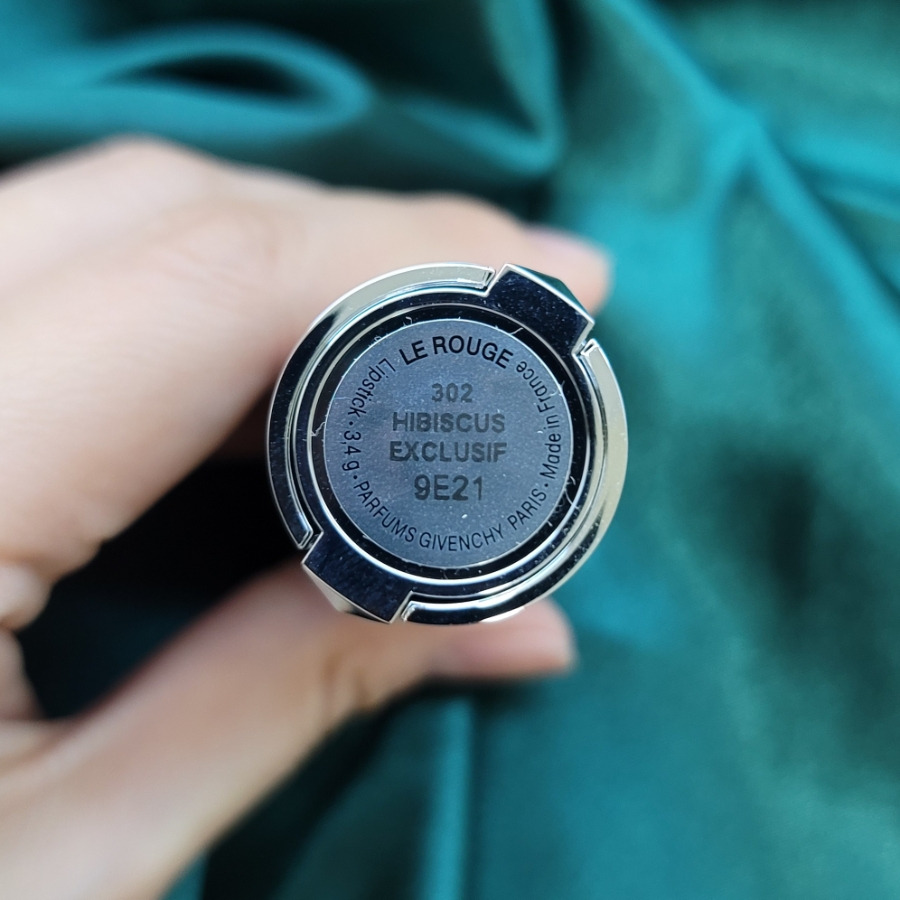 LE ROUGE
302
HIBISCUS
EXCLUSIF
9E21
Lipstick • 3,4 g • PARFUMS GIVENCHY PARIS • Made in France